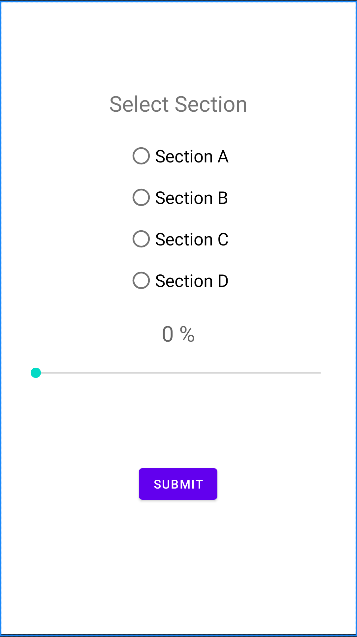 Select Section
Section A
Section B
Section C
Section D
0 %
SUBMIT